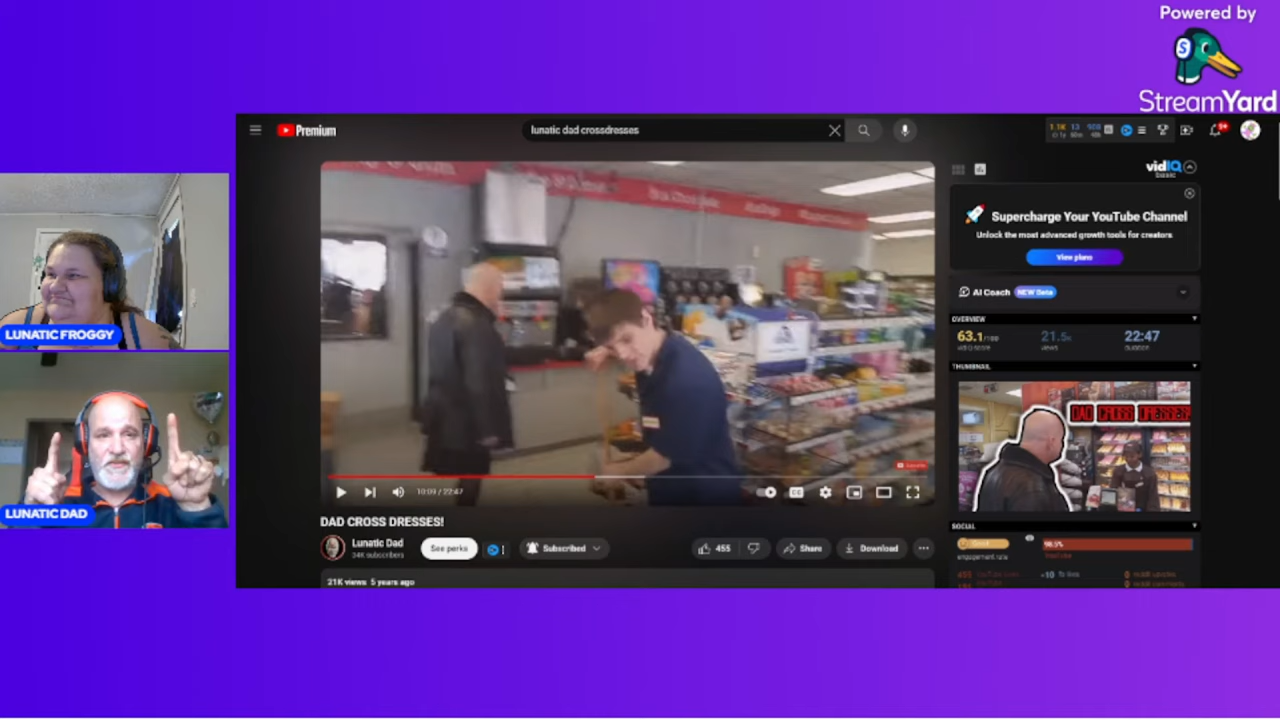 Powered by
StreamYard
Premium
lunatic dad crossdresses
9+
vidIQ
basic
Supercharge Your YouTube Channel
Unlock the most advanced growth tools for creators
View plans
AI Coach NEW Beta
OVERVIEW
63.1/100
21.5K
22:47
THUMBNAIL
DAD CROSS DRESSES
SOCIAL
LUNATIC FROGGY
LUNATIC DAD
10:09 / 22:47
DAD CROSS DRESSES!
Lunatic Dad
34K subscribers
See perks
Subscribed
455
Share
Download
21K views 5 years ago